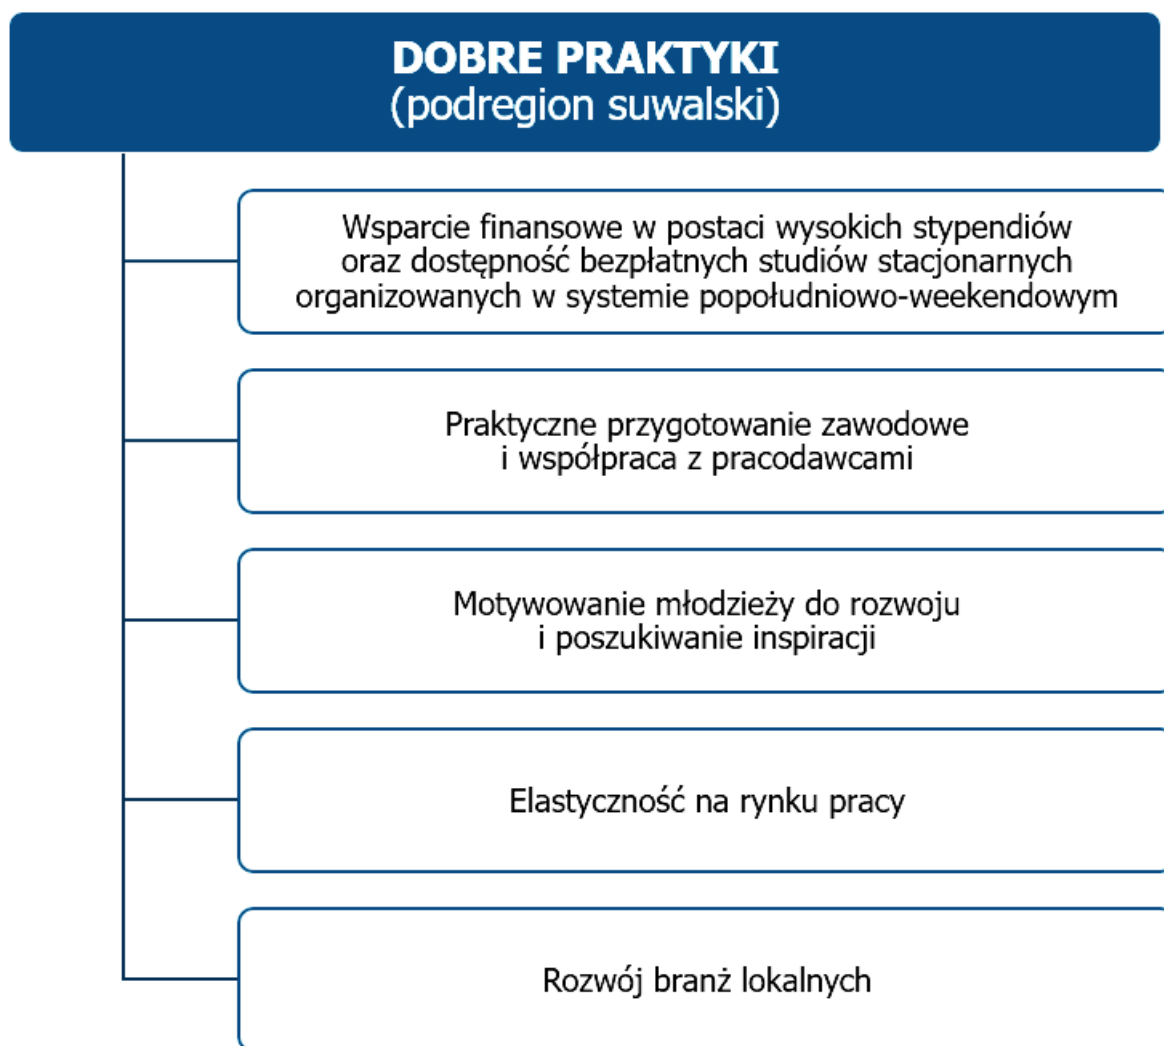 DOBRE PRAKTYKI
(podregion suwalski)
Wsparcie finansowe w postaci wysokich stypendiów
oraz dostępność bezpłatnych studiów stacjonarnych
organizowanych w systemie popołudniowo-weekendowym
Praktyczne przygotowanie zawodowe
i współpraca z pracodawcami
Motywowanie młodzieży do rozwoju
i poszukiwanie inspiracji
Elastyczność na rynku pracy
Rozwój branż lokalnych